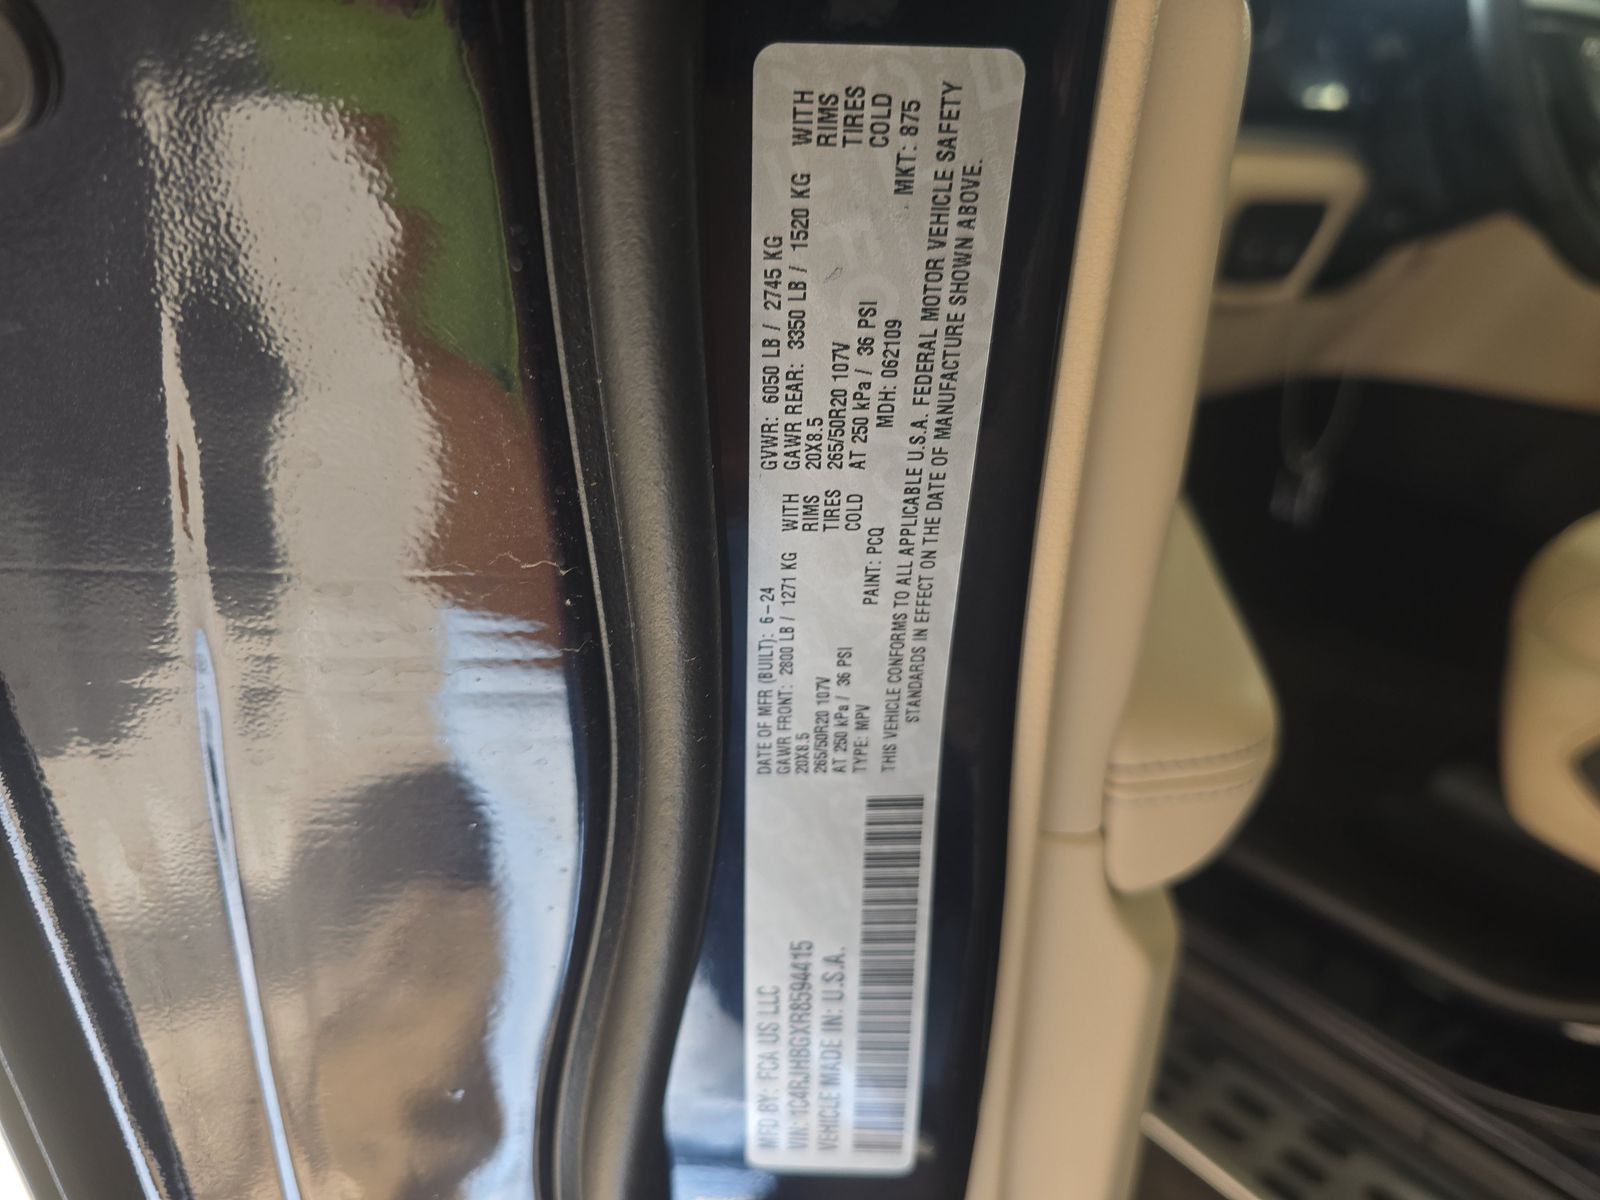 MFD BY: FCA US LLC
VIN: 1C4RJHBGXR8594415
VEHICLE MADE IN: U.S.A.
DATE OF MFR (BUILT): 6-24 GVWR: 6050 LB / 2745 KG
GAWR FRONT: 2800 LB / 1271 KG WITH GAWR REAR: 3350 LB / 1520 KG WITH
20X8.5 RIMS 20X8.5 RIMS
265/50R20 107V TIRES 265/50R20 107V TIRES
AT 250 kPa / 36 PSI COLD AT 250 kPa / 36 PSI COLD
TYPE: MPV PAINT: PCQ MDH: 062109 MKT: 875
THIS VEHICLE CONFORMS TO ALL APPLICABLE U.S.A. FEDERAL MOTOR VEHICLE SAFETY
STANDARDS IN EFFECT ON THE DATE OF MANUFACTURE SHOWN ABOVE.